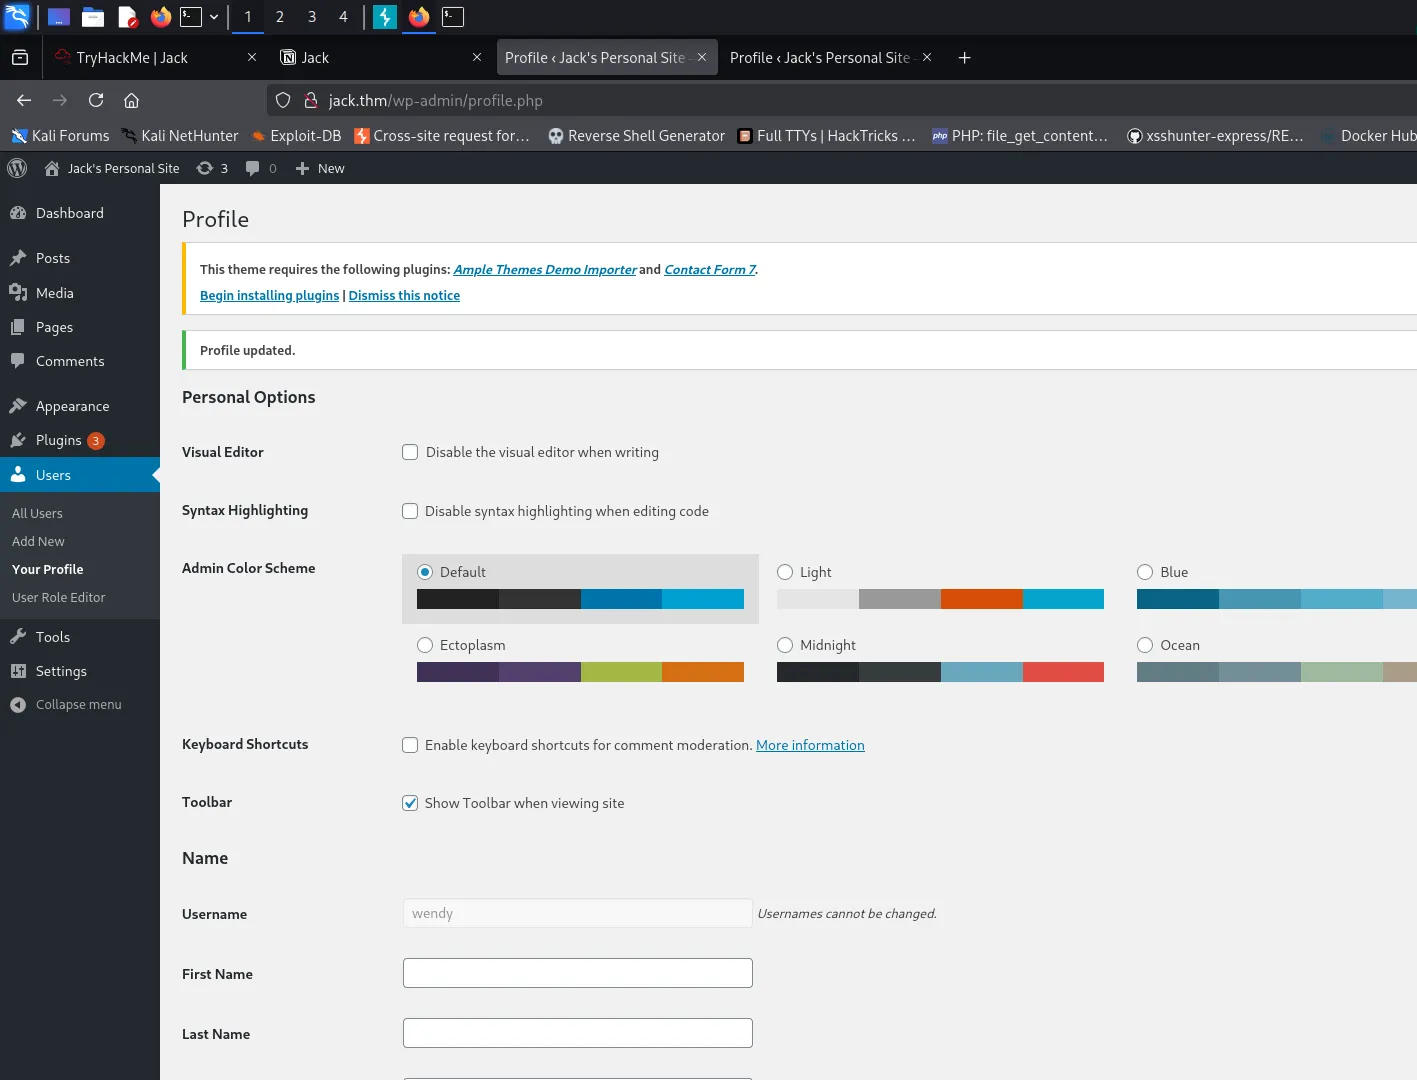 1 2 3 4
TryHackMe | Jack
Jack
Profile ‹ Jack's Personal Site -
Profile ‹ Jack's Personal Site -
jack.thm/wp-admin/profile.php
Kali Forums Kali NetHunter Exploit-DB Cross-site request for… Reverse Shell Generator Full TTYs | HackTricks … php PHP: file_get_content… xsshunter-express/RE… Docker Hub
Jack's Personal Site 3 0 New
Dashboard
Posts
Media
Pages
Comments
Appearance
Plugins 3
Users
All Users
Add New
Your Profile
User Role Editor
Tools
Settings
Collapse menu
Profile
This theme requires the following plugins: Ample Themes Demo Importer and Contact Form 7.
Begin installing plugins | Dismiss this notice
Profile updated.
Personal Options
Visual Editor
Disable the visual editor when writing
Syntax Highlighting
Disable syntax highlighting when editing code
Admin Color Scheme
Default
Light
Blue
Ectoplasm
Midnight
Ocean
Keyboard Shortcuts
Enable keyboard shortcuts for comment moderation. More information
Toolbar
Show Toolbar when viewing site
Name
Username
wendy
Usernames cannot be changed.
First Name
Last Name